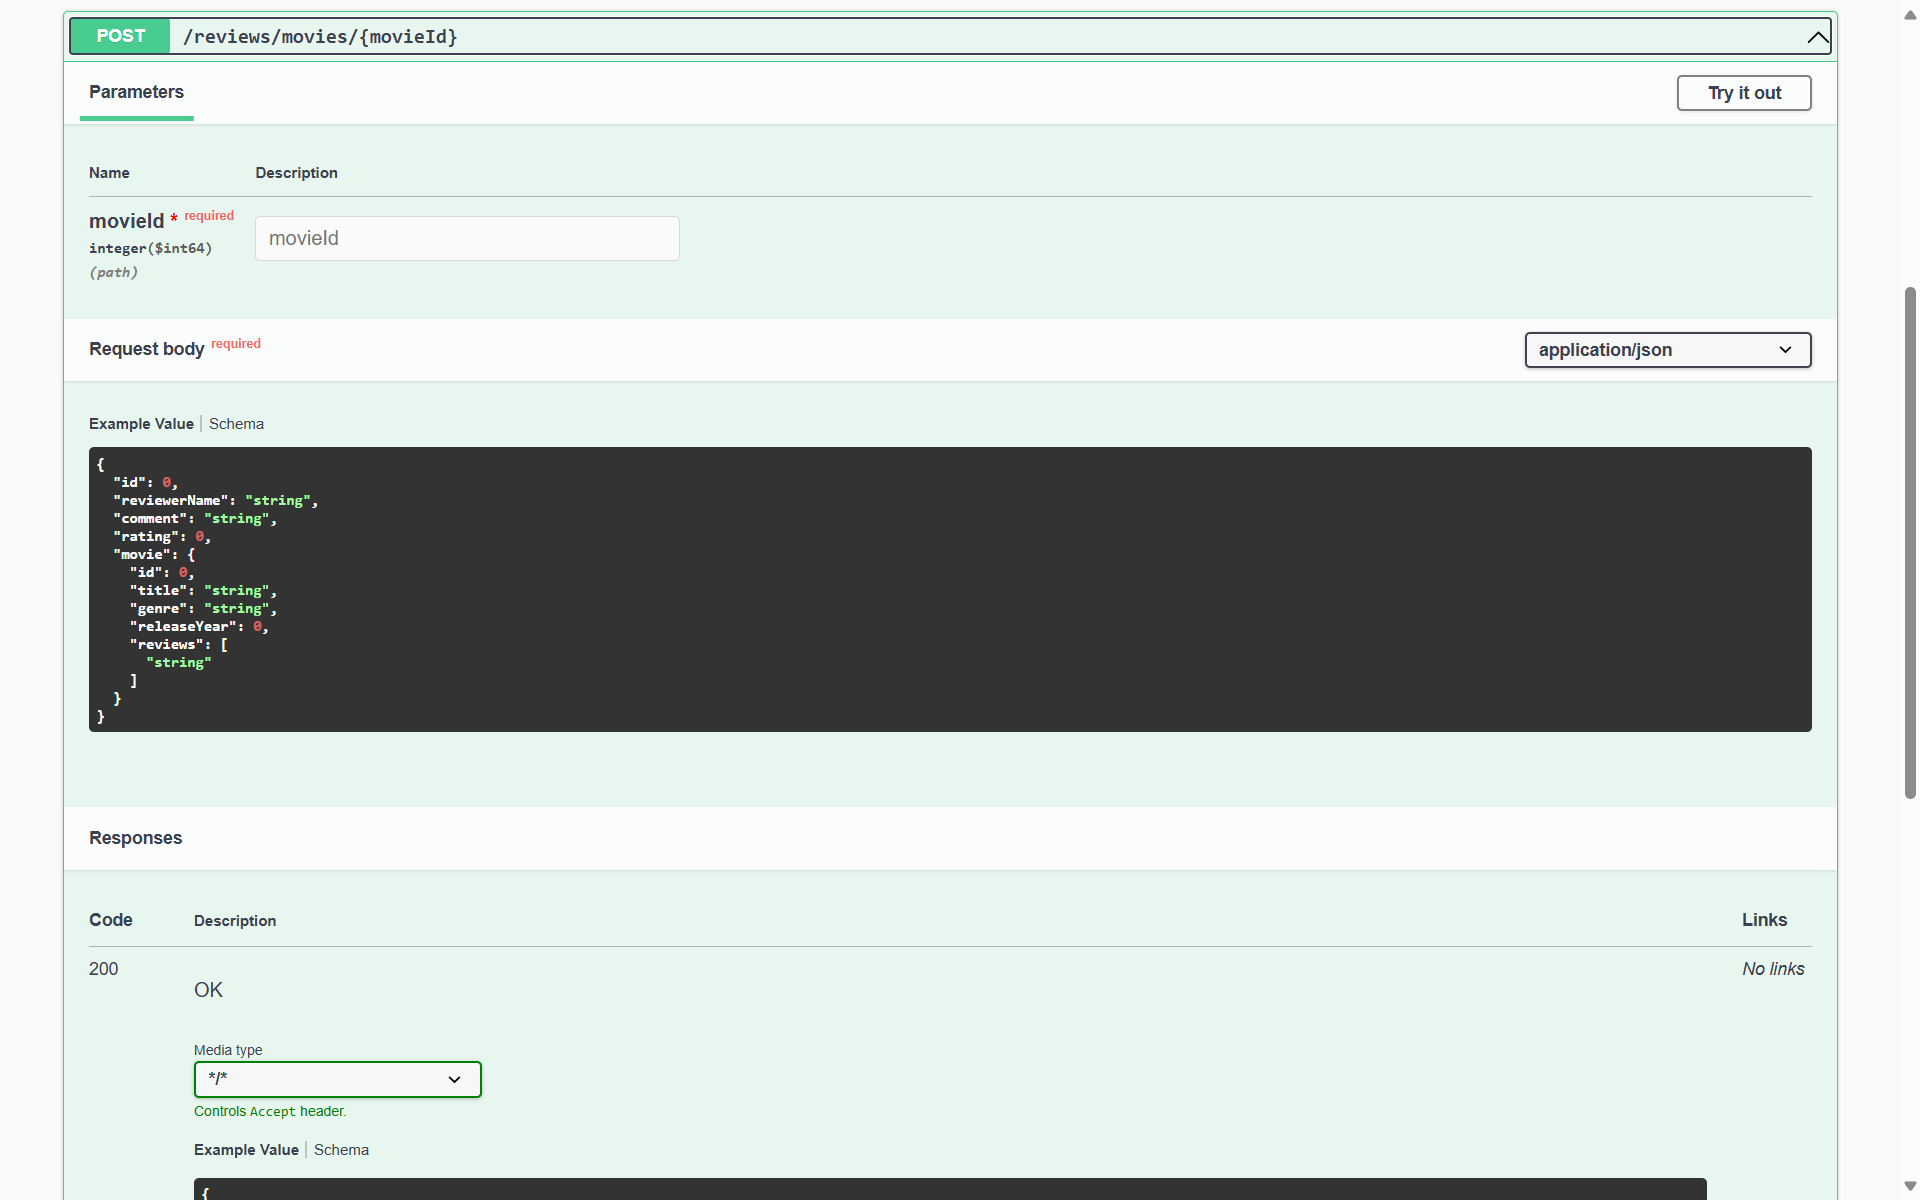 POST /reviews/movies/{movieId}
Parameters
Try it out
Name Description
movieId * required
integer($int64)
(path)
movieId
Request body required
application/json
Example Value | Schema
{
  "id": 0,
  "reviewerName": "string",
  "comment": "string",
  "rating": 0,
  "movie": {
    "id": 0,
    "title": "string",
    "genre": "string",
    "releaseYear": 0,
    "reviews": [
      "string"
    ]
  }
}
Responses
Code Description Links
200
OK
No links
Media type
*/*
Controls Accept header.
Example Value | Schema
{